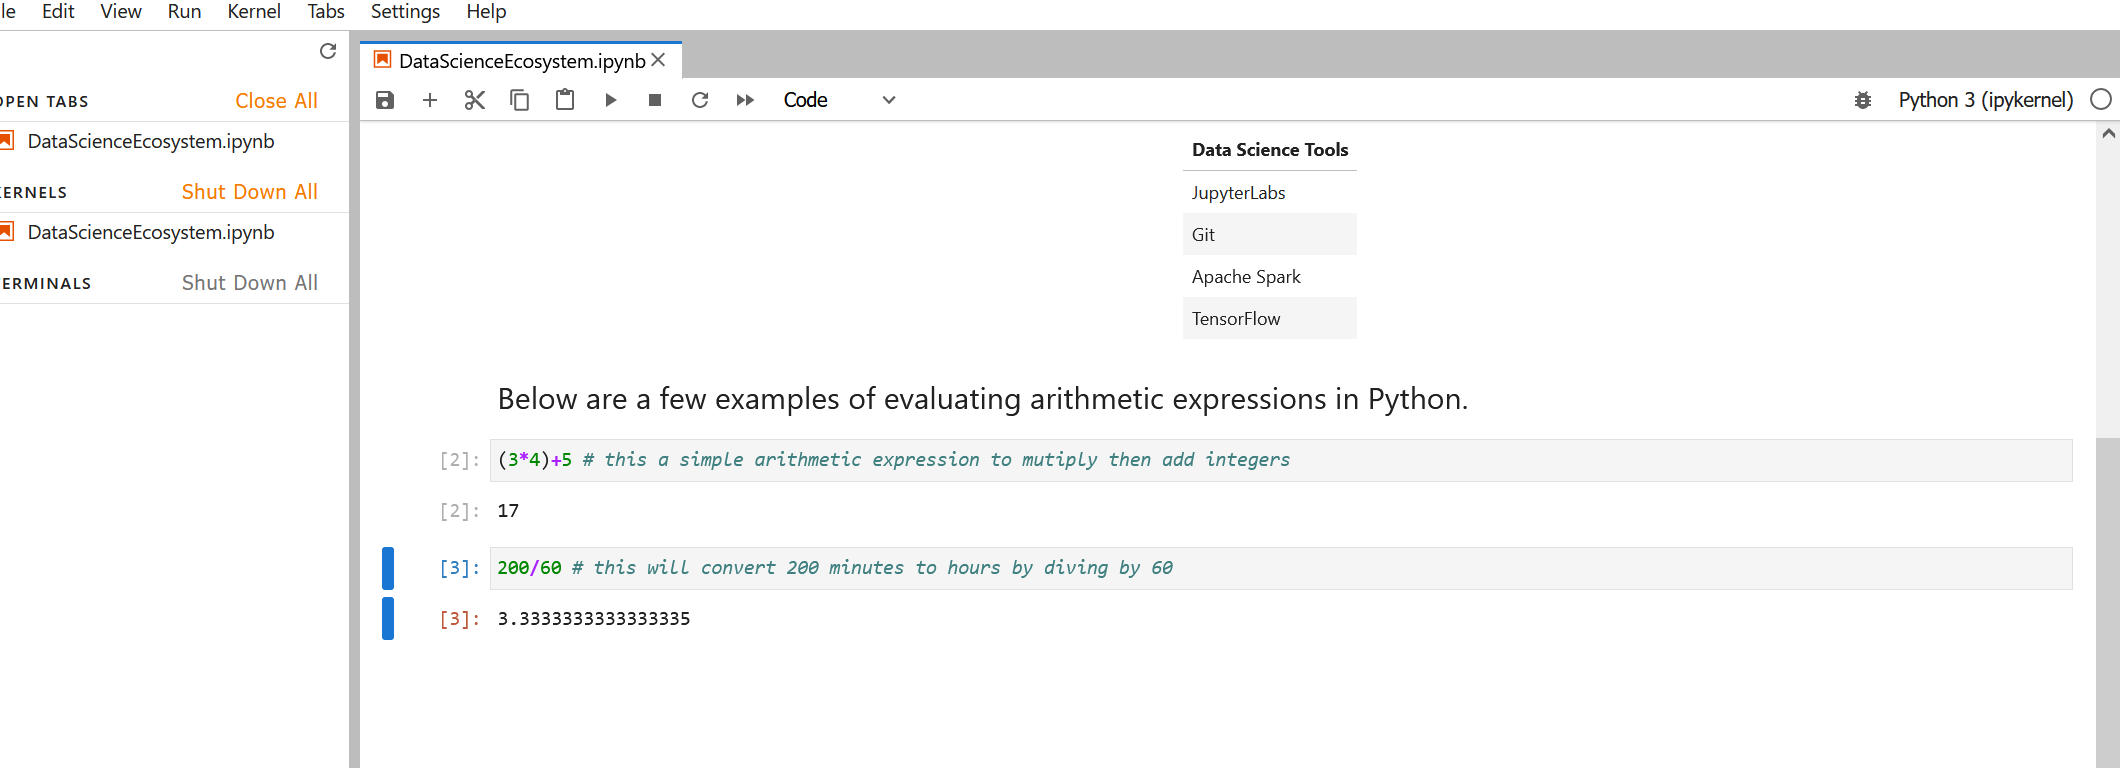 le Edit View Run Kernel Tabs Settings Help
OPEN TABS Close All
DataScienceEcosystem.ipynb
KERNELS Shut Down All
DataScienceEcosystem.ipynb
TERMINALS Shut Down All
DataScienceEcosystem.ipynb
Code
Python 3 (ipykernel)
Data Science Tools
JupyterLabs
Git
Apache Spark
TensorFlow
Below are a few examples of evaluating arithmetic expressions in Python.
[2]: (3*4)+5 # this a simple arithmetic expression to mutiply then add integers
[2]: 17
[3]: 200/60 # this will convert 200 minutes to hours by diving by 60
[3]: 3.3333333333333335